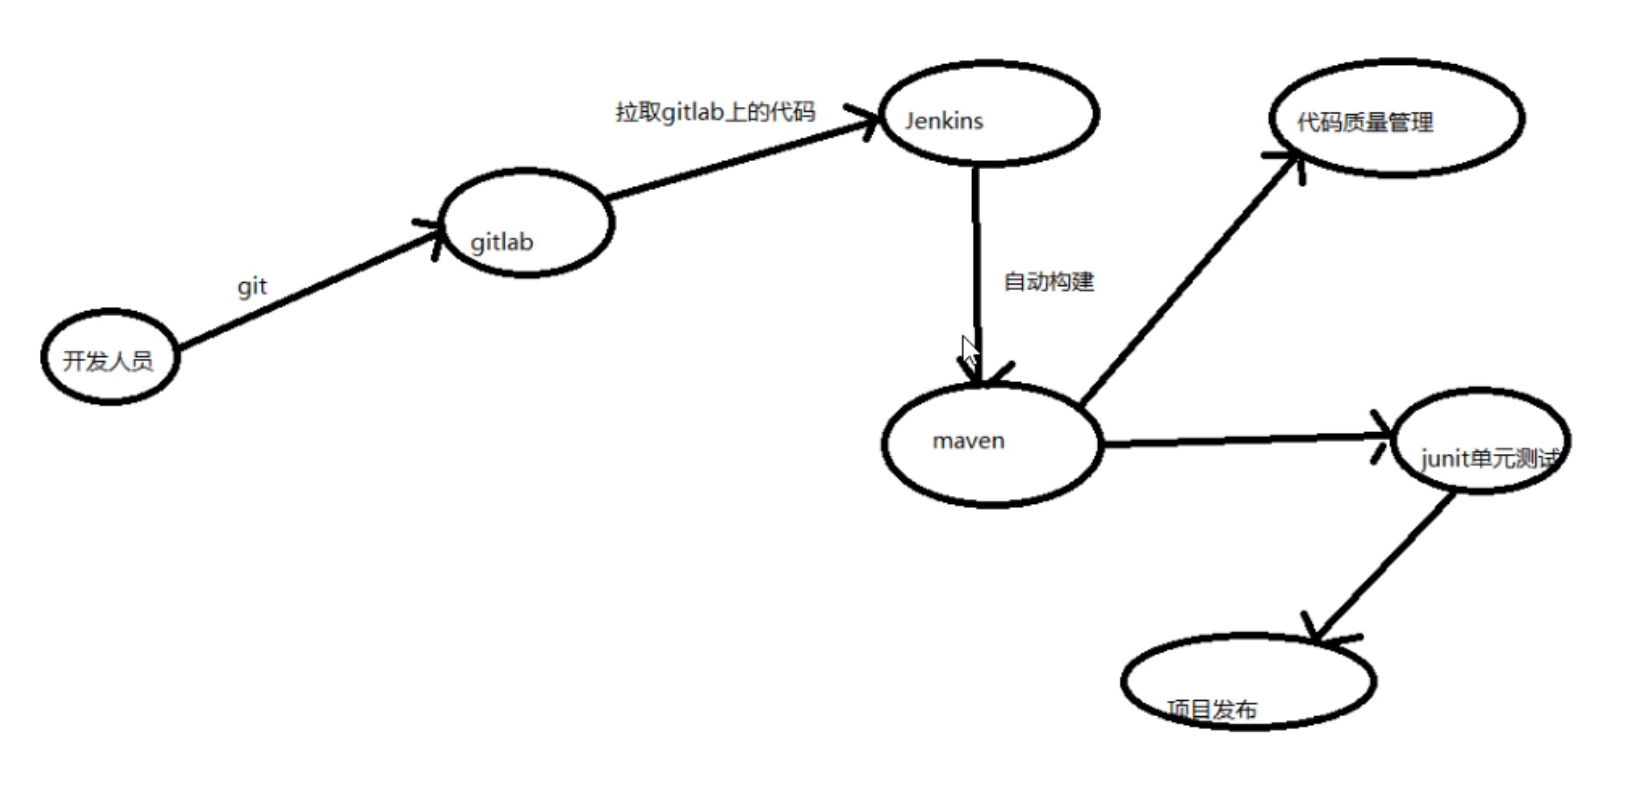 拉取gitlab上的代码
Jenkins
代码质量管理
gitlab
git
自动构建
开发人员
maven
junit单元测试
项目发布